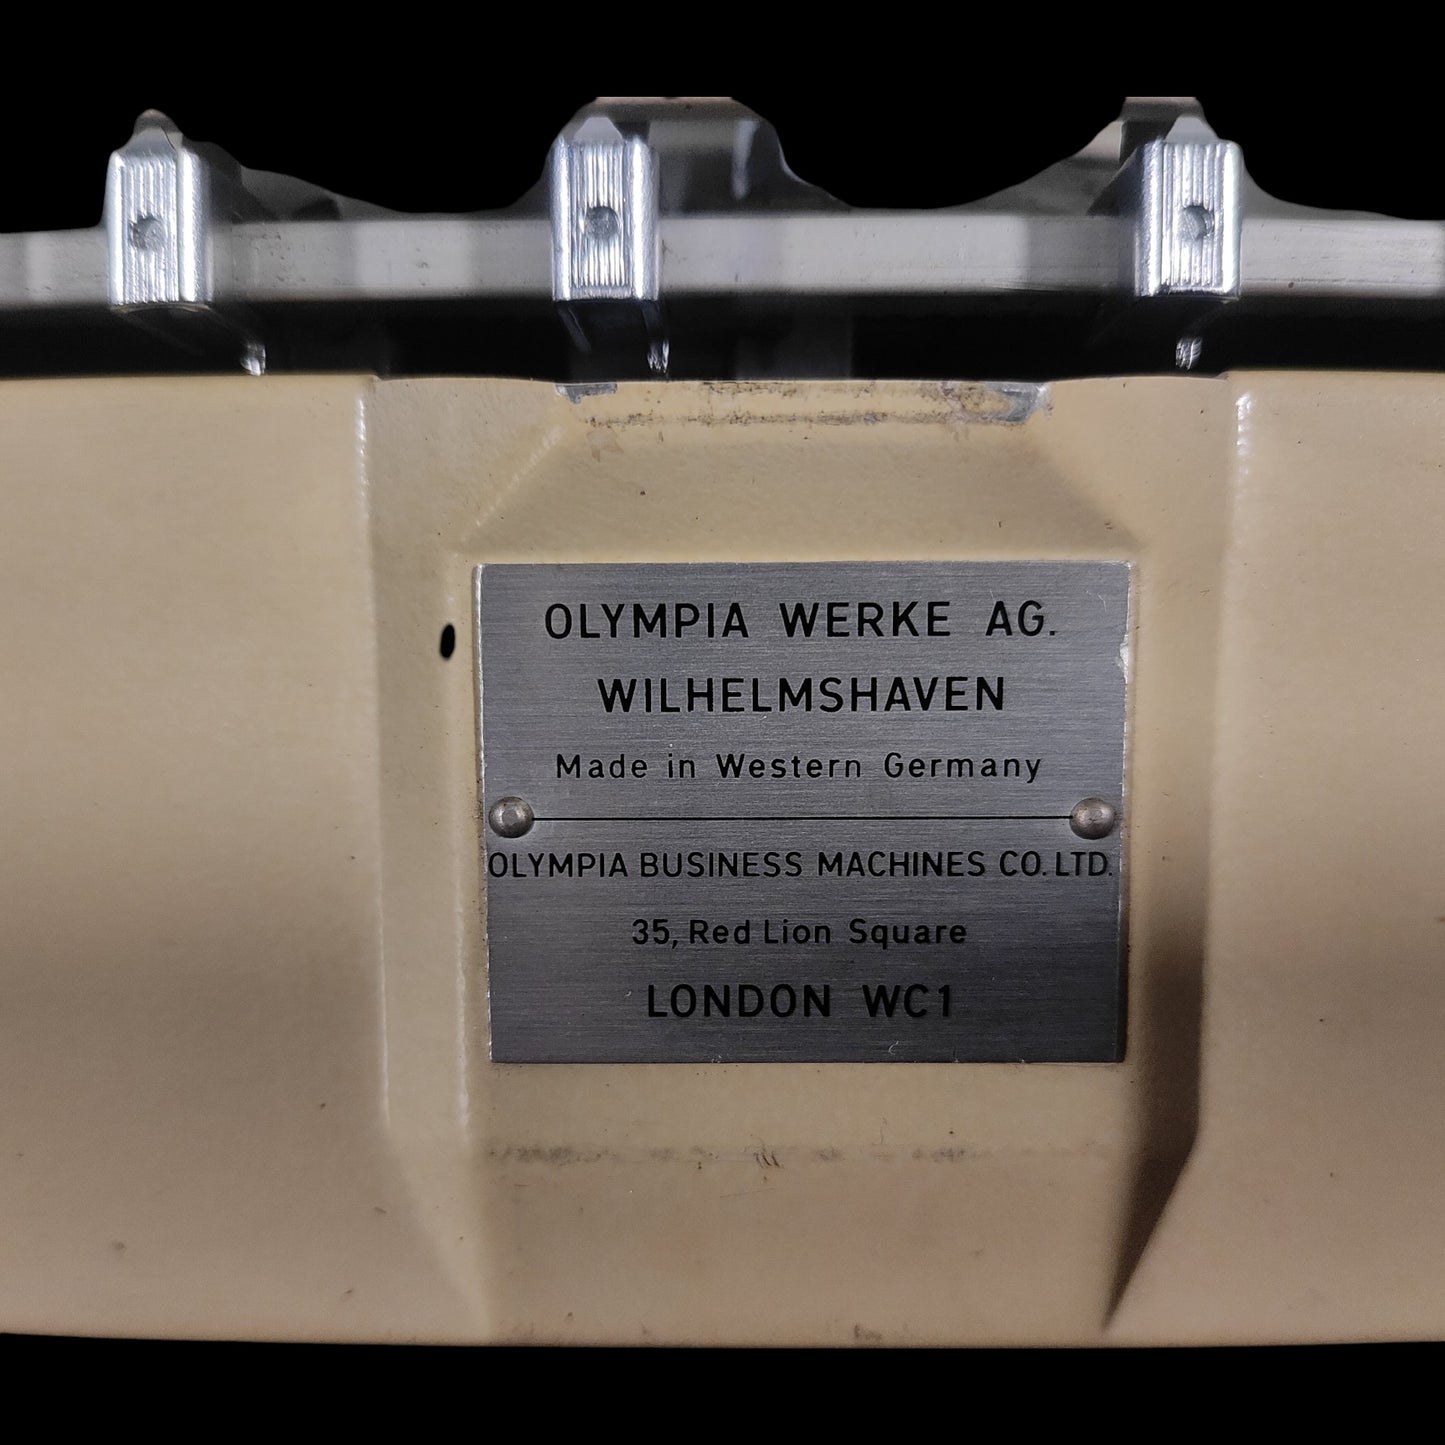 OLYMPIA WERKE AG.
WILHELMSHAVEN
Made in Western Germany
OLYMPIA BUSINESS MACHINES CO. LTD.
35, Red Lion Square
LONDON WC1